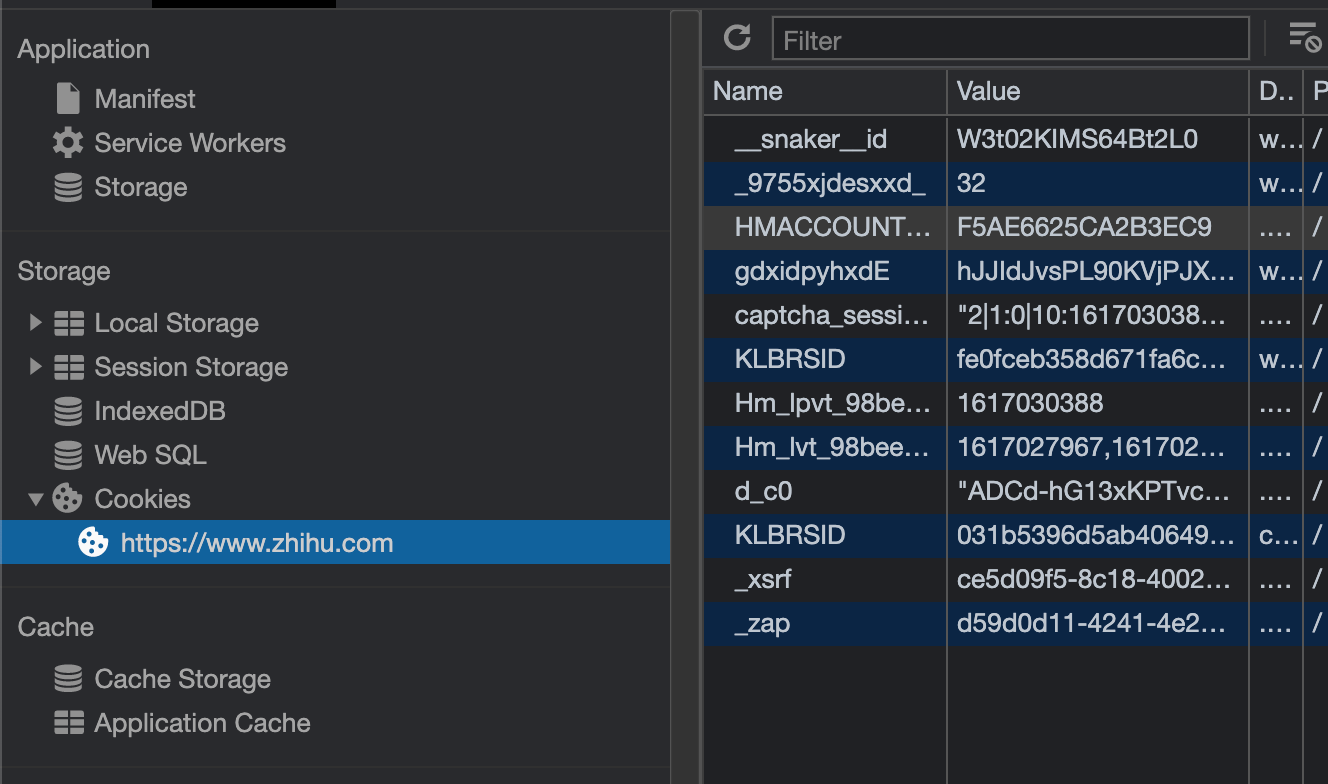 Application
Manifest
Service Workers
Storage
Storage
Local Storage
Session Storage
IndexedDB
Web SQL
Cookies
https://www.zhihu.com
Cache
Cache Storage
Application Cache
Filter
Name Value D... P
__snaker__id W3t02KIMS64Bt2L0 w... /
_9755xjdesxxd_ 32 w... /
HMACCOUNT... F5AE6625CA2B3EC9 .... /
gdxidpyhxdE hJJIdJvsPL90KVjPJX... w... /
captcha_sessi... "2|1:0|10:161703038... .... /
KLBRSID fe0fceb358d671fa6c... w... /
Hm_lpvt_98be... 1617030388 .... /
Hm_lvt_98bee... 1617027967,161702... .... /
d_c0 "ADCd-hG13xKPTvc... .... /
KLBRSID 031b5396d5ab40649... c... /
_xsrf ce5d09f5-8c18-4002... .... /
_zap d59d0d11-4241-4e2... .... /